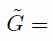 G̃ =